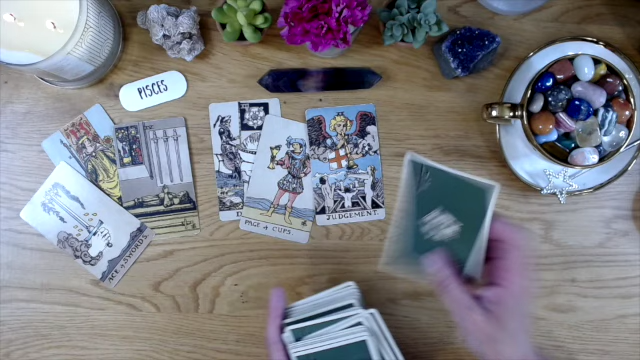 PISCES
ACE of SWORDS.
PAGE of CUPS.
JUDGEMENT.